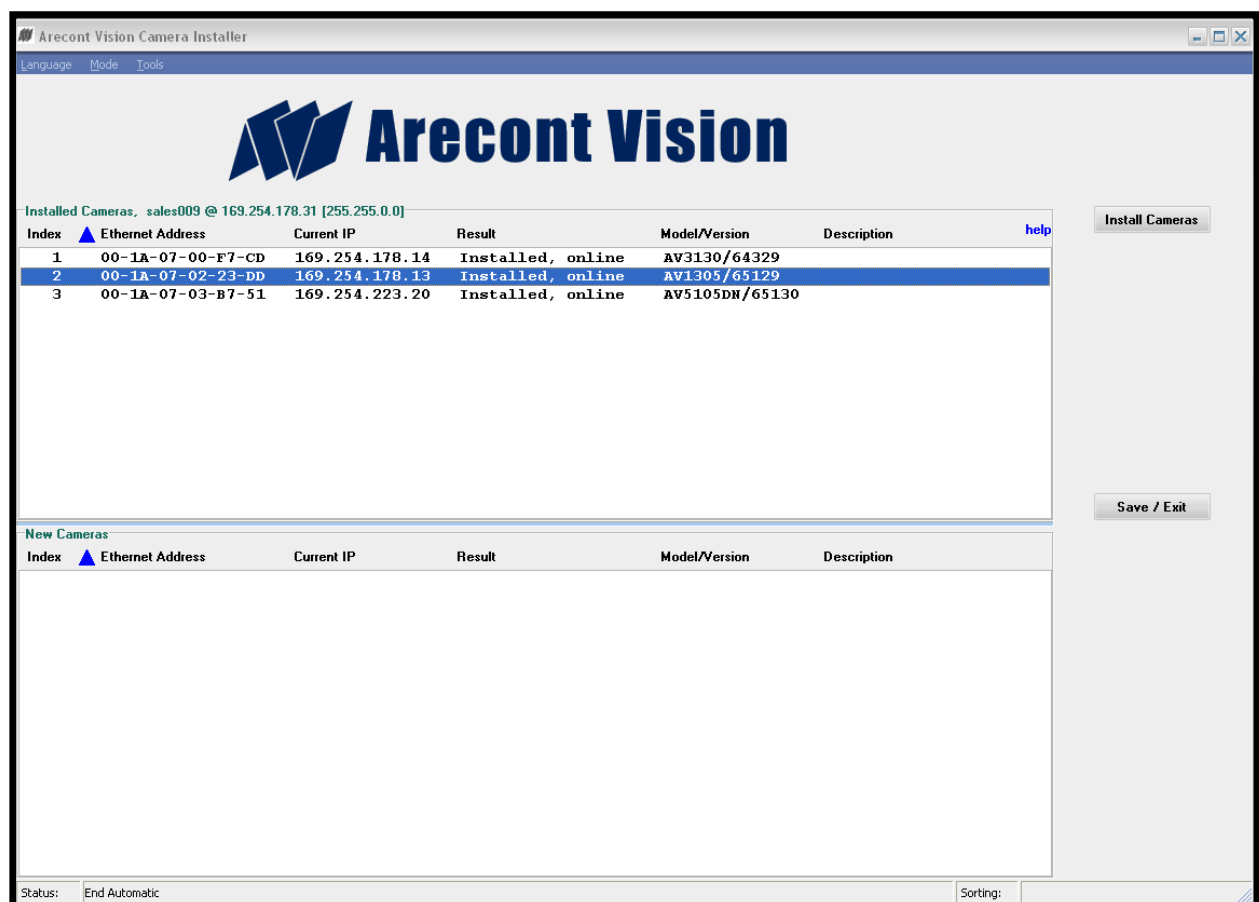 Arecont Vision Camera Installer
Language Mode Tools
Arecont Vision
Installed Cameras, sales009 @ 169.254.178.31 [255.255.0.0]
Install Cameras
Index Ethernet Address Current IP Result Model/Version Description help
1 00-1A-07-00-F7-CD 169.254.178.14 Installed, online AV3130/64329
2 00-1A-07-02-23-DD 169.254.178.13 Installed, online AV1305/65129
3 00-1A-07-03-B7-51 169.254.223.20 Installed, online AV5105DN/65130
Save / Exit
New Cameras
Index Ethernet Address Current IP Result Model/Version Description
Status: End Automatic Sorting: